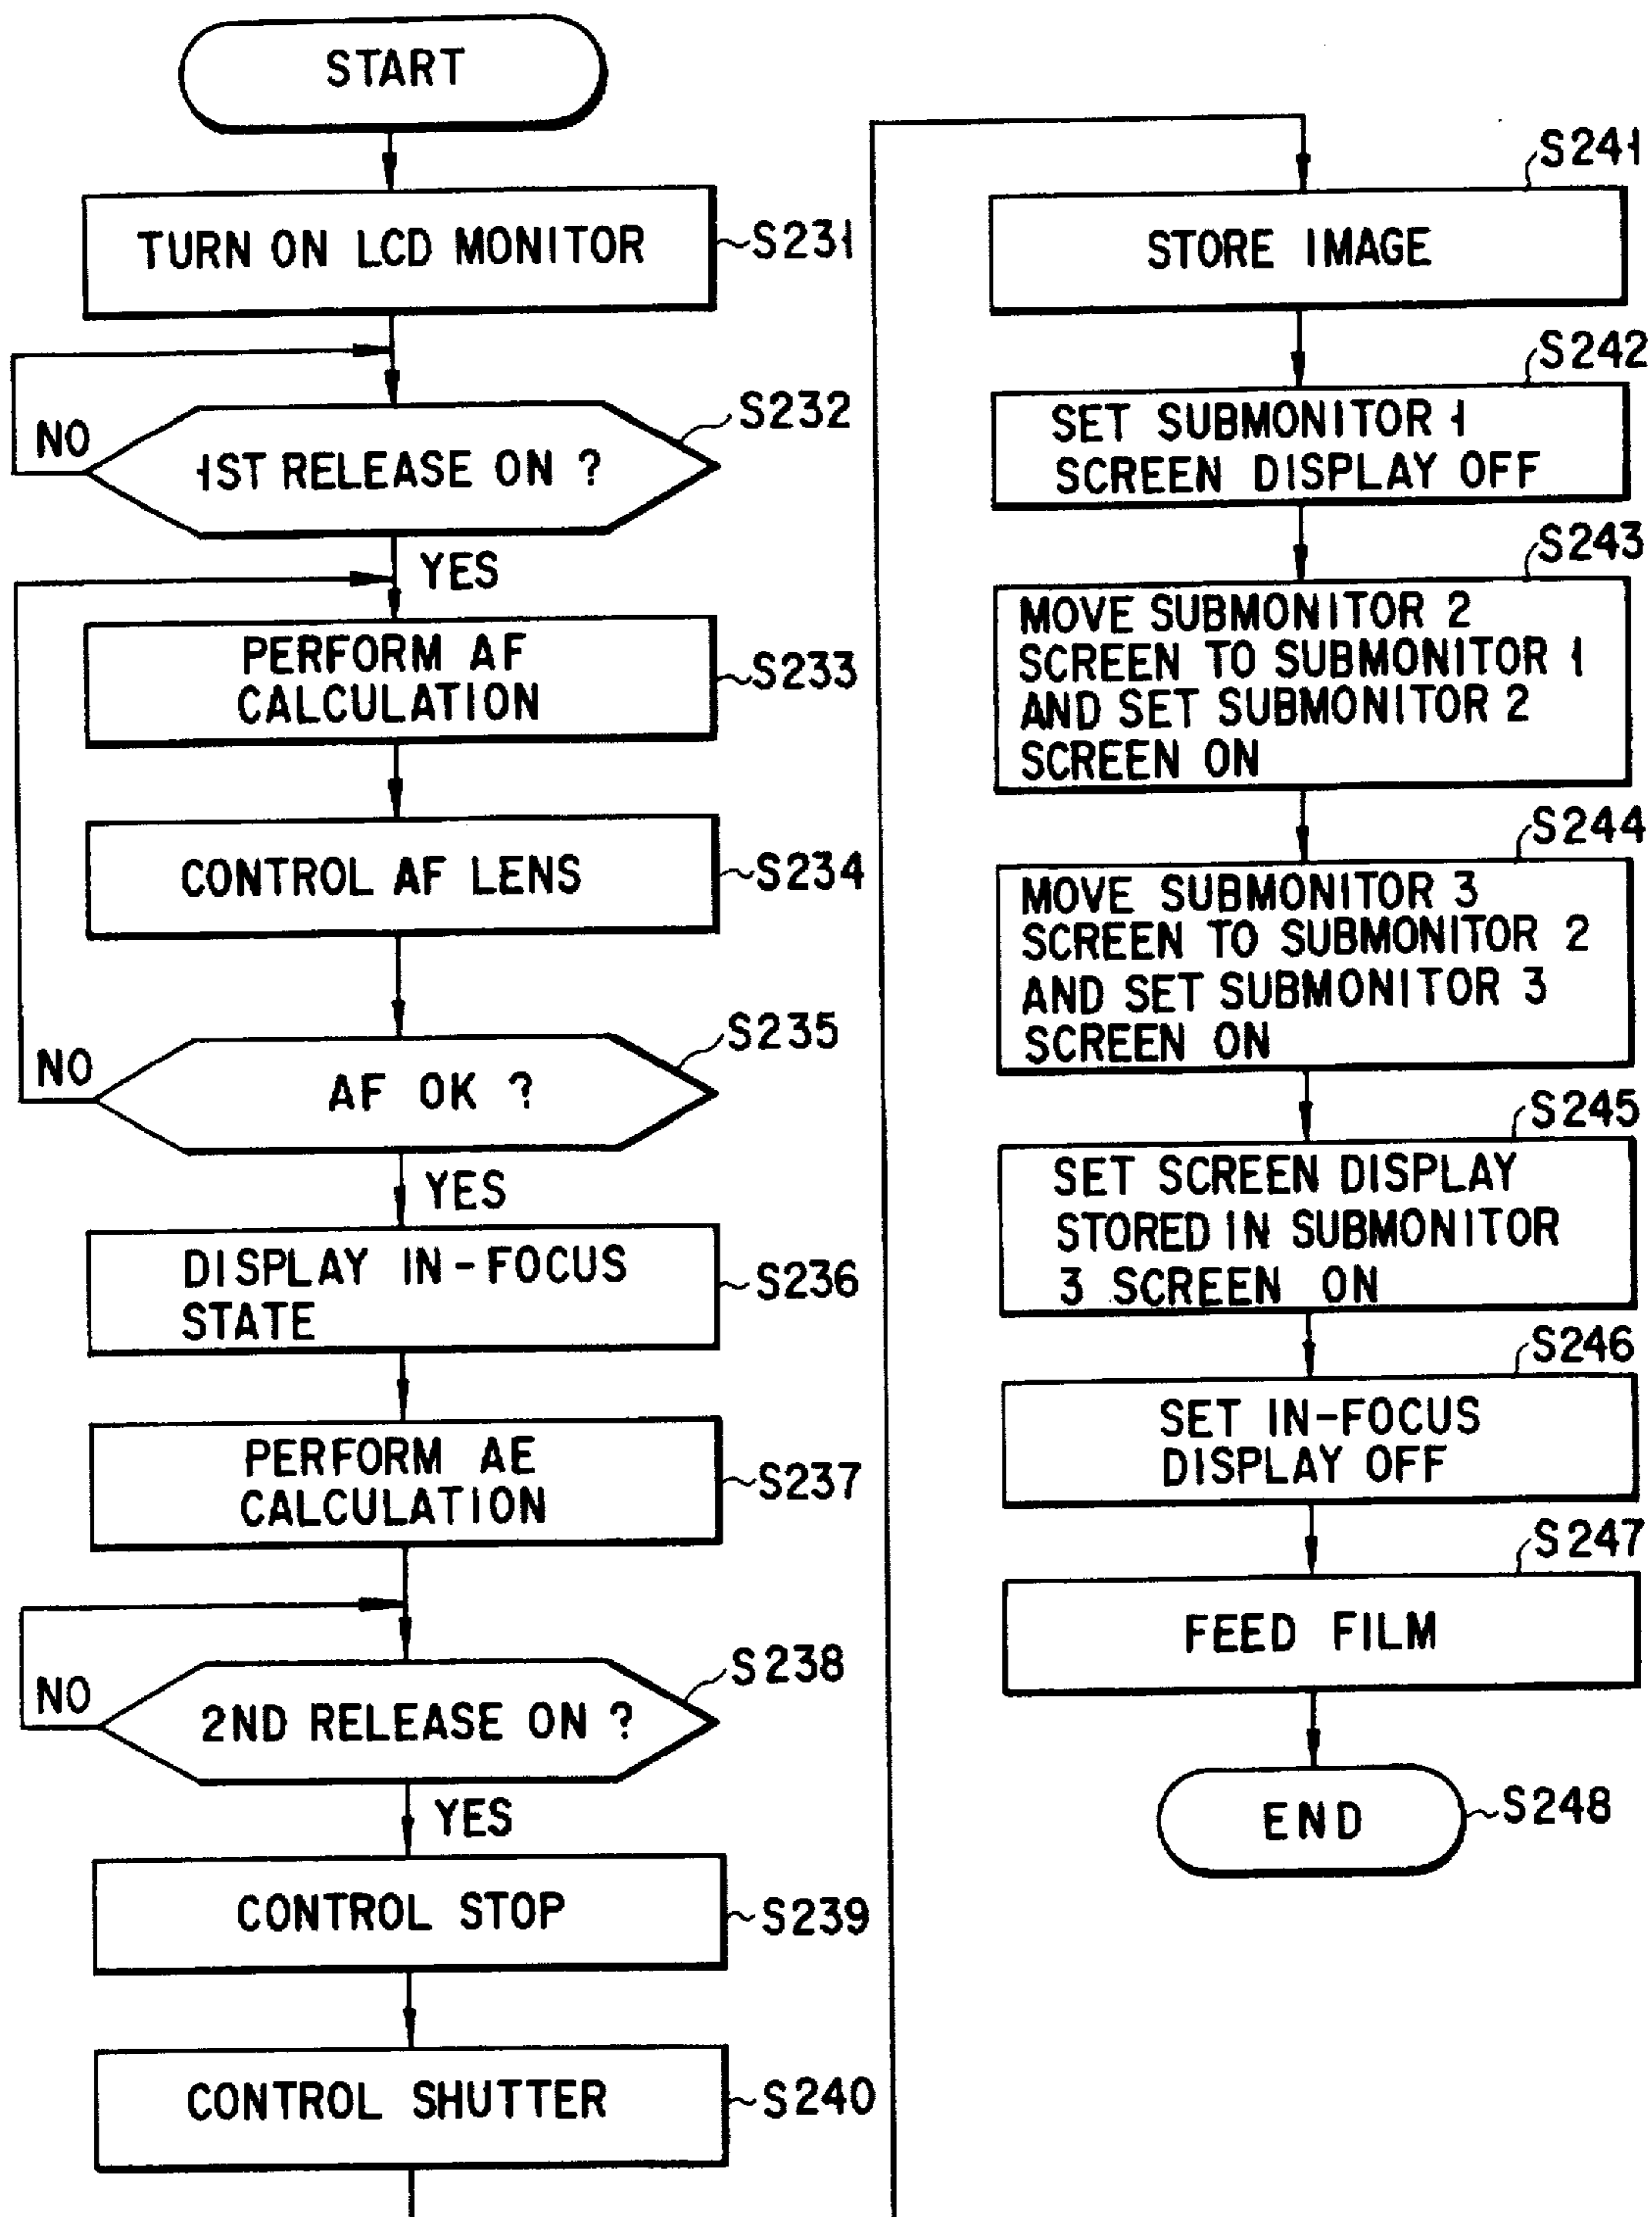 START
TURN ON LCD MONITOR
S231
NO
1ST RELEASE ON ?
S232
YES
PERFORM AF
CALCULATION
S233
CONTROL AF LENS
S234
NO
AF OK ?
S235
YES
DISPLAY IN-FOCUS
STATE
S236
PERFORM AE
CALCULATION
S237
NO
2ND RELEASE ON ?
S238
YES
CONTROL STOP
S239
CONTROL SHUTTER
S240
S241
STORE IMAGE
S242
SET SUBMONITOR 1
SCREEN DISPLAY OFF
S243
MOVE SUBMONITOR 2
SCREEN TO SUBMONITOR 1
AND SET SUBMONITOR 2
SCREEN ON
S244
MOVE SUBMONITOR 3
SCREEN TO SUBMONITOR 2
AND SET SUBMONITOR 3
SCREEN ON
S245
SET SCREEN DISPLAY
STORED IN SUBMONITOR
3 SCREEN ON
S246
SET IN-FOCUS
DISPLAY OFF
S247
FEED FILM
END
S248